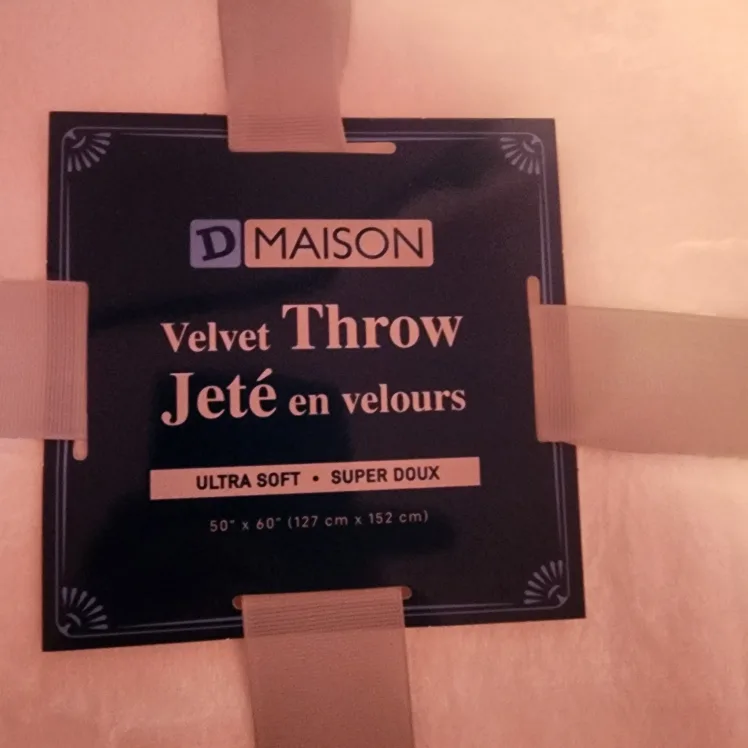 D MAISON
Velvet Throw
Jeté en velours
ULTRA SOFT • SUPER DOUX
50" x 60" (127 cm x 152 cm)